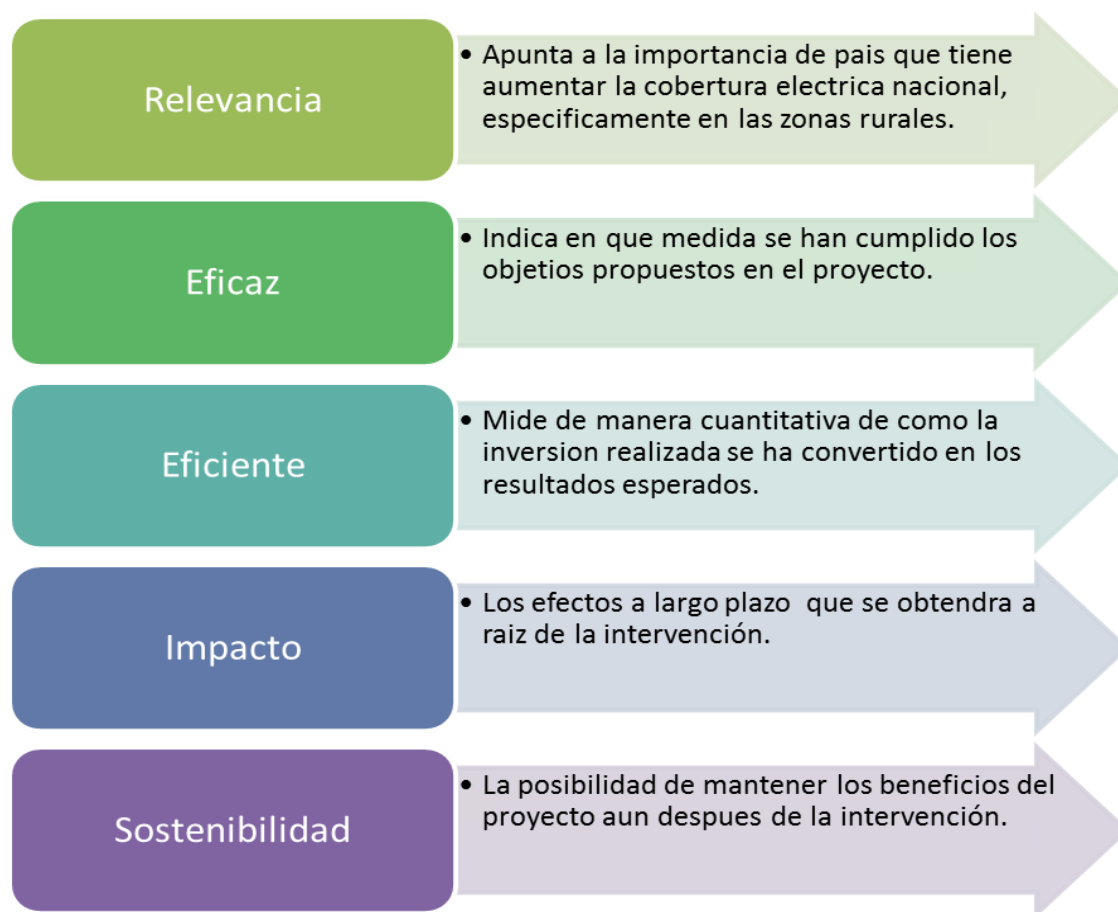 Relevancia
• Apunta a la importancia de pais que tiene
aumentar la cobertura electrica nacional,
especificamente en las zonas rurales.
Eficaz
• Indica en que medida se han cumplido los
objetios propuestos en el proyecto.
Eficiente
• Mide de manera cuantitativa de como la
inversion realizada se ha convertido en los
resultados esperados.
Impacto
• Los efectos a largo plazo  que se obtendra a
raiz de la intervención.
Sostenibilidad
• La posibilidad de mantener los beneficios del
proyecto aun despues de la intervención.